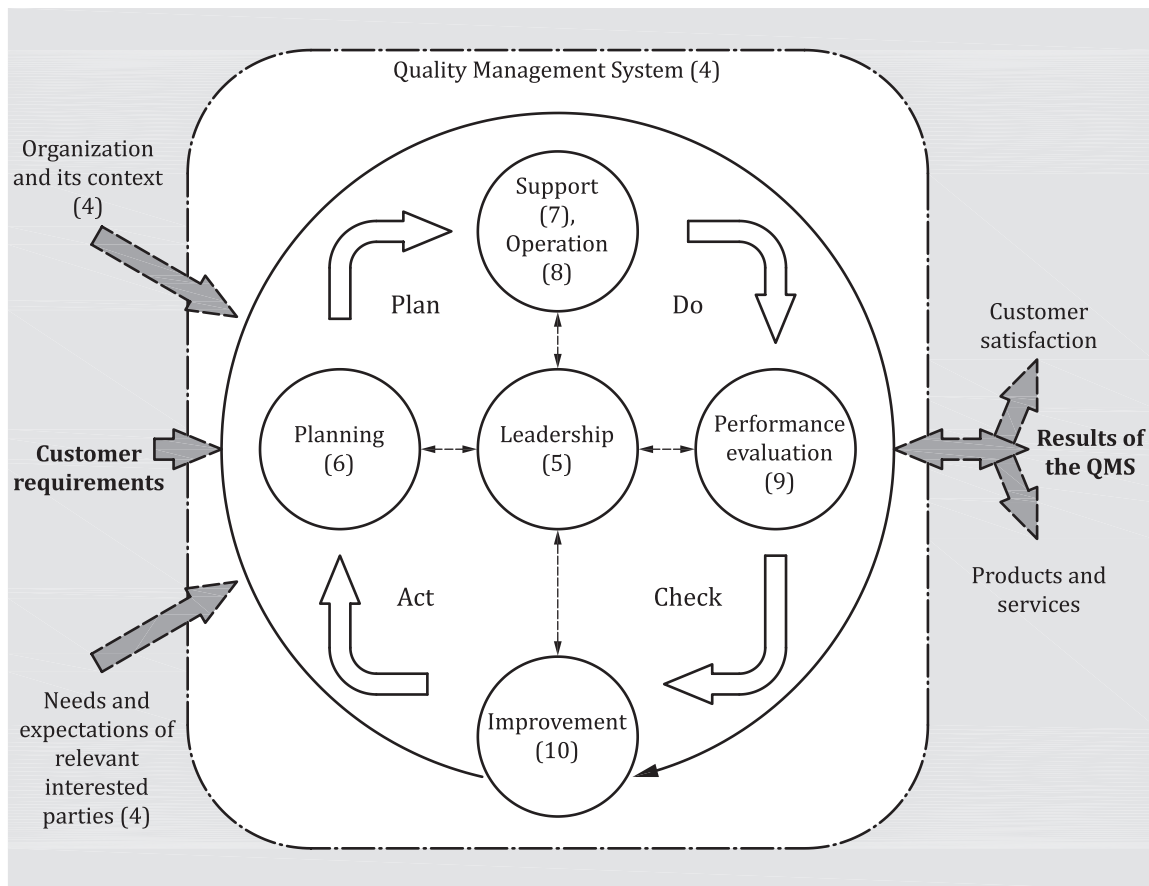 Quality Management System (4)
Organization
and its context
(4)
Support
(7),
Operation
(8)
Plan
Do
Customer
satisfaction
Planning
(6)
Leadership
(5)
Performance
evaluation
(9)
Customer
requirements
Results of
the QMS
Act
Check
Products and
services
Needs and
expectations of
relevant
interested
parties (4)
Improvement
(10)